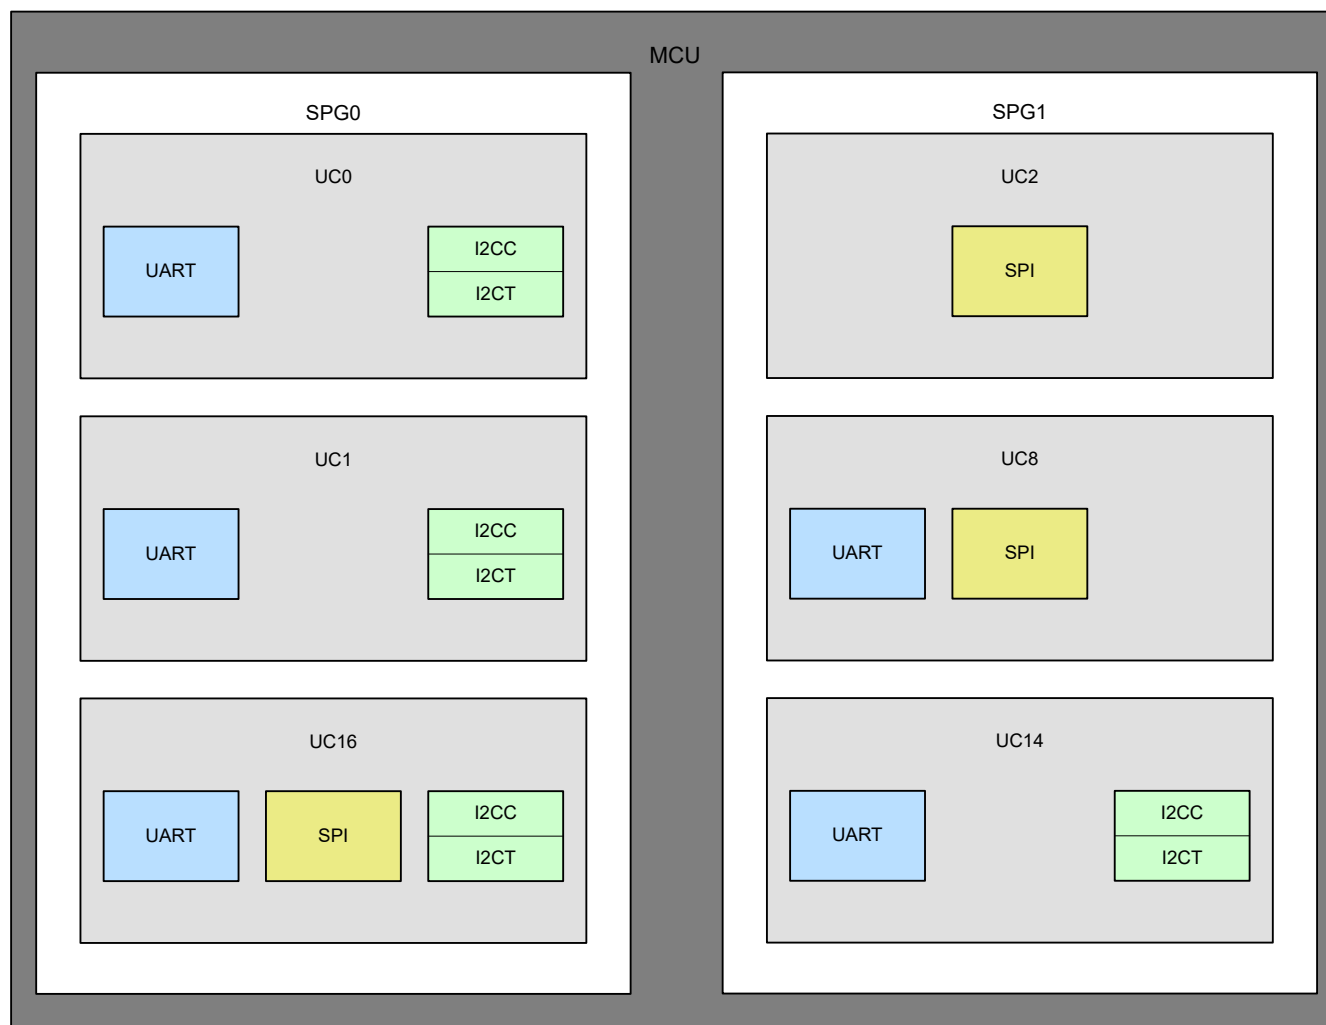 MCU
SPG0
UC0
UART
I2CC
I2CT
UC1
UART
I2CC
I2CT
UC16
UART
SPI
I2CC
I2CT
SPG1
UC2
SPI
UC8
UART
SPI
UC14
UART
I2CC
I2CT